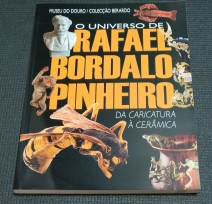 MUSEU DO DOURO / COLECÇÃO BERARDO
O UNIVERSO DE
RAFAEL
BORDALO
PINHEIRO
DA CARICATURA
À CERÂMICA